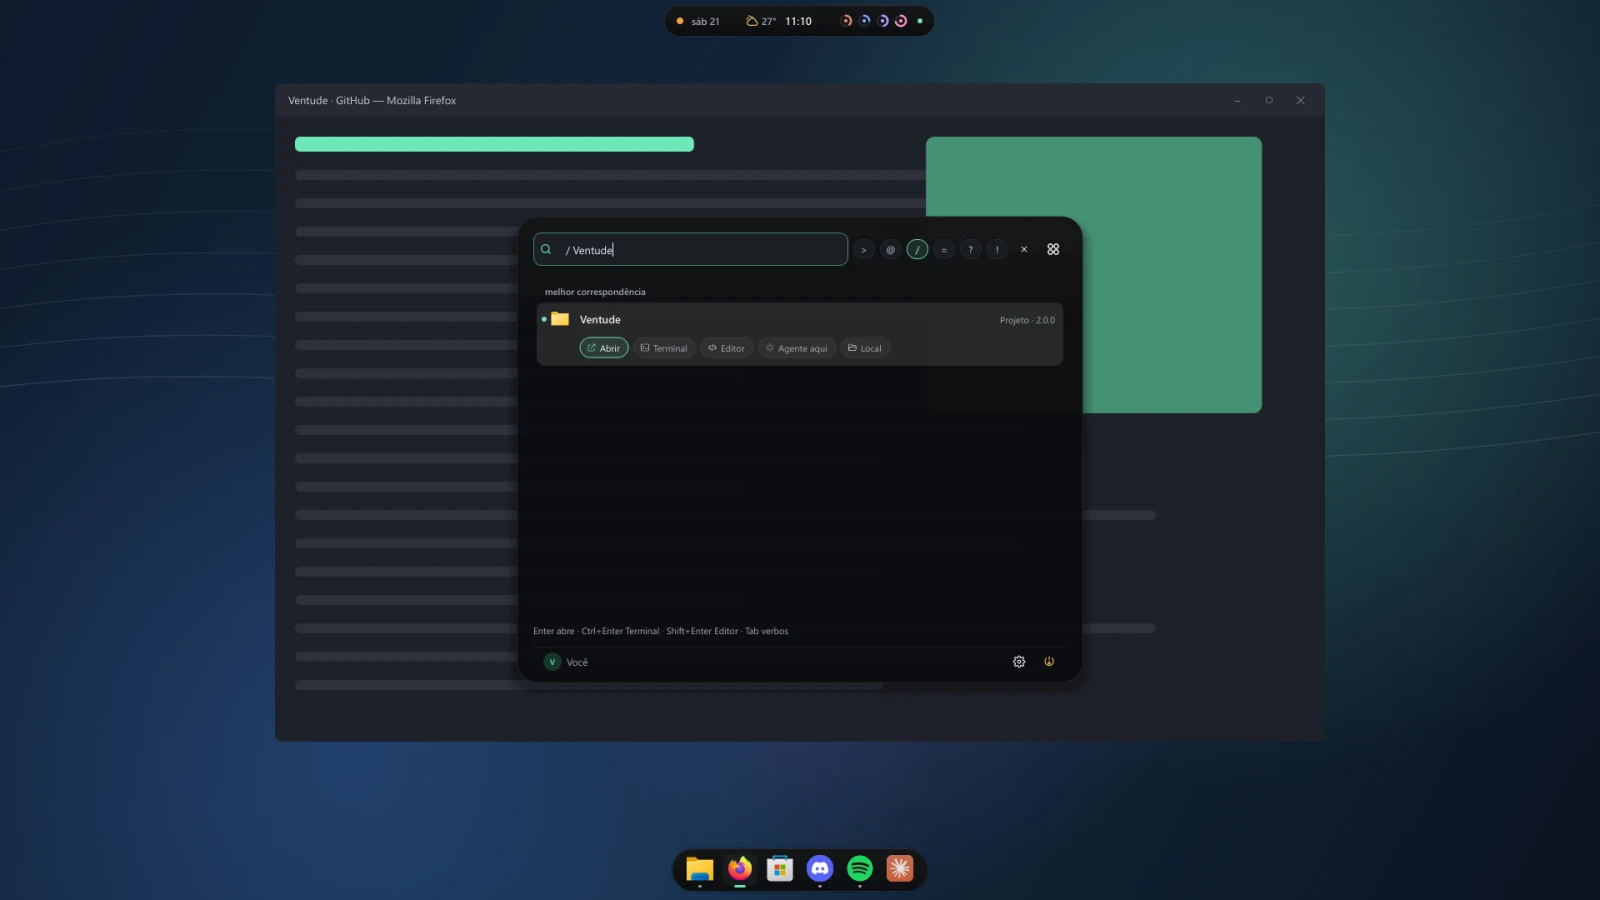 sáb 21 27° 11:10
Ventude · GitHub — Mozilla Firefox
/ Ventude > @ / = ? !
melhor correspondência
Ventude Projeto · 2.0.0
Abrir Terminal Editor Agente aqui Local
Enter abre · Ctrl+Enter Terminal · Shift+Enter Editor · Tab verbos
V Você